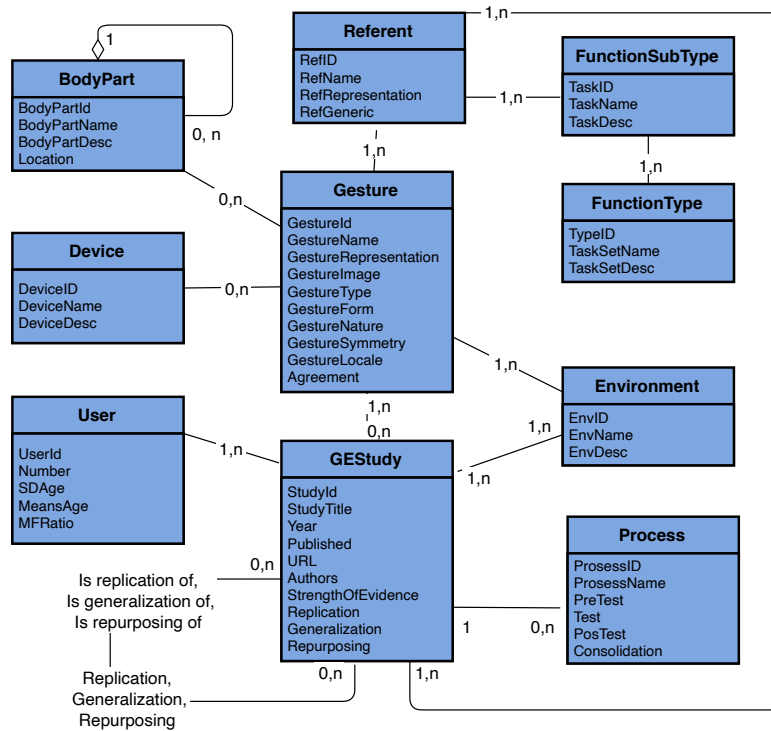 1
BodyPart
BodyPartId
BodyPartName
BodyPartDesc
Location
0, n
0,n
Referent
RefID
RefName
RefRepresentation
RefGeneric
1,n
1,n
1,n
FunctionSubType
TaskID
TaskName
TaskDesc
1,n
FunctionType
TypeID
TaskSetName
TaskSetDesc
Gesture
GestureId
GestureName
GestureRepresentation
GestureImage
GestureType
GestureForm
GestureNature
GestureSymmetry
GestureLocale
Agreement
Device
DeviceID
DeviceName
DeviceDesc
0,n
1,n
1,n
0,n
Environment
EnvID
EnvName
EnvDesc
1,n
1,n
User
UserId
Number
SDAge
MeansAge
MFRatio
1,n
GEStudy
StudyId
StudyTitle
Year
Published
URL
Authors
StrengthOfEvidence
Replication
Generalization
Repurposing
Process
ProsessID
ProsessName
PreTest
Test
PosTest
Consolidation
1
0,n
0,n
Is replication of,
Is generalization of,
Is repurposing of
Replication,
Generalization,
Repurposing
0,n
1,n